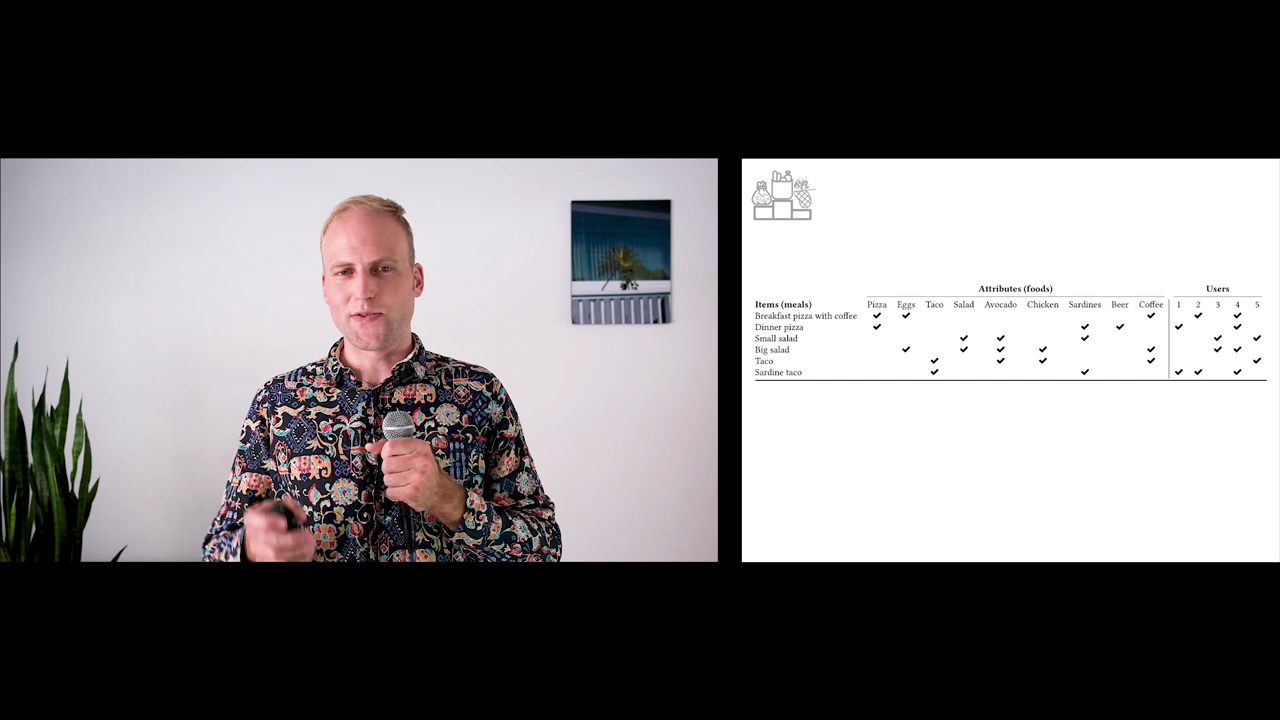 Attributes (foods) Users
Items (meals) Pizza Eggs Taco Salad Avocado Chicken Sardines Beer Coffee 1 2 3 4 5
Breakfast pizza with coffee ✔ ✔ ✔ ✔ ✔
Dinner pizza ✔ ✔ ✔ ✔ ✔
Small salad ✔ ✔ ✔ ✔ ✔
Big salad ✔ ✔ ✔ ✔ ✔ ✔ ✔
Taco ✔ ✔ ✔ ✔ ✔
Sardine taco ✔ ✔ ✔ ✔ ✔